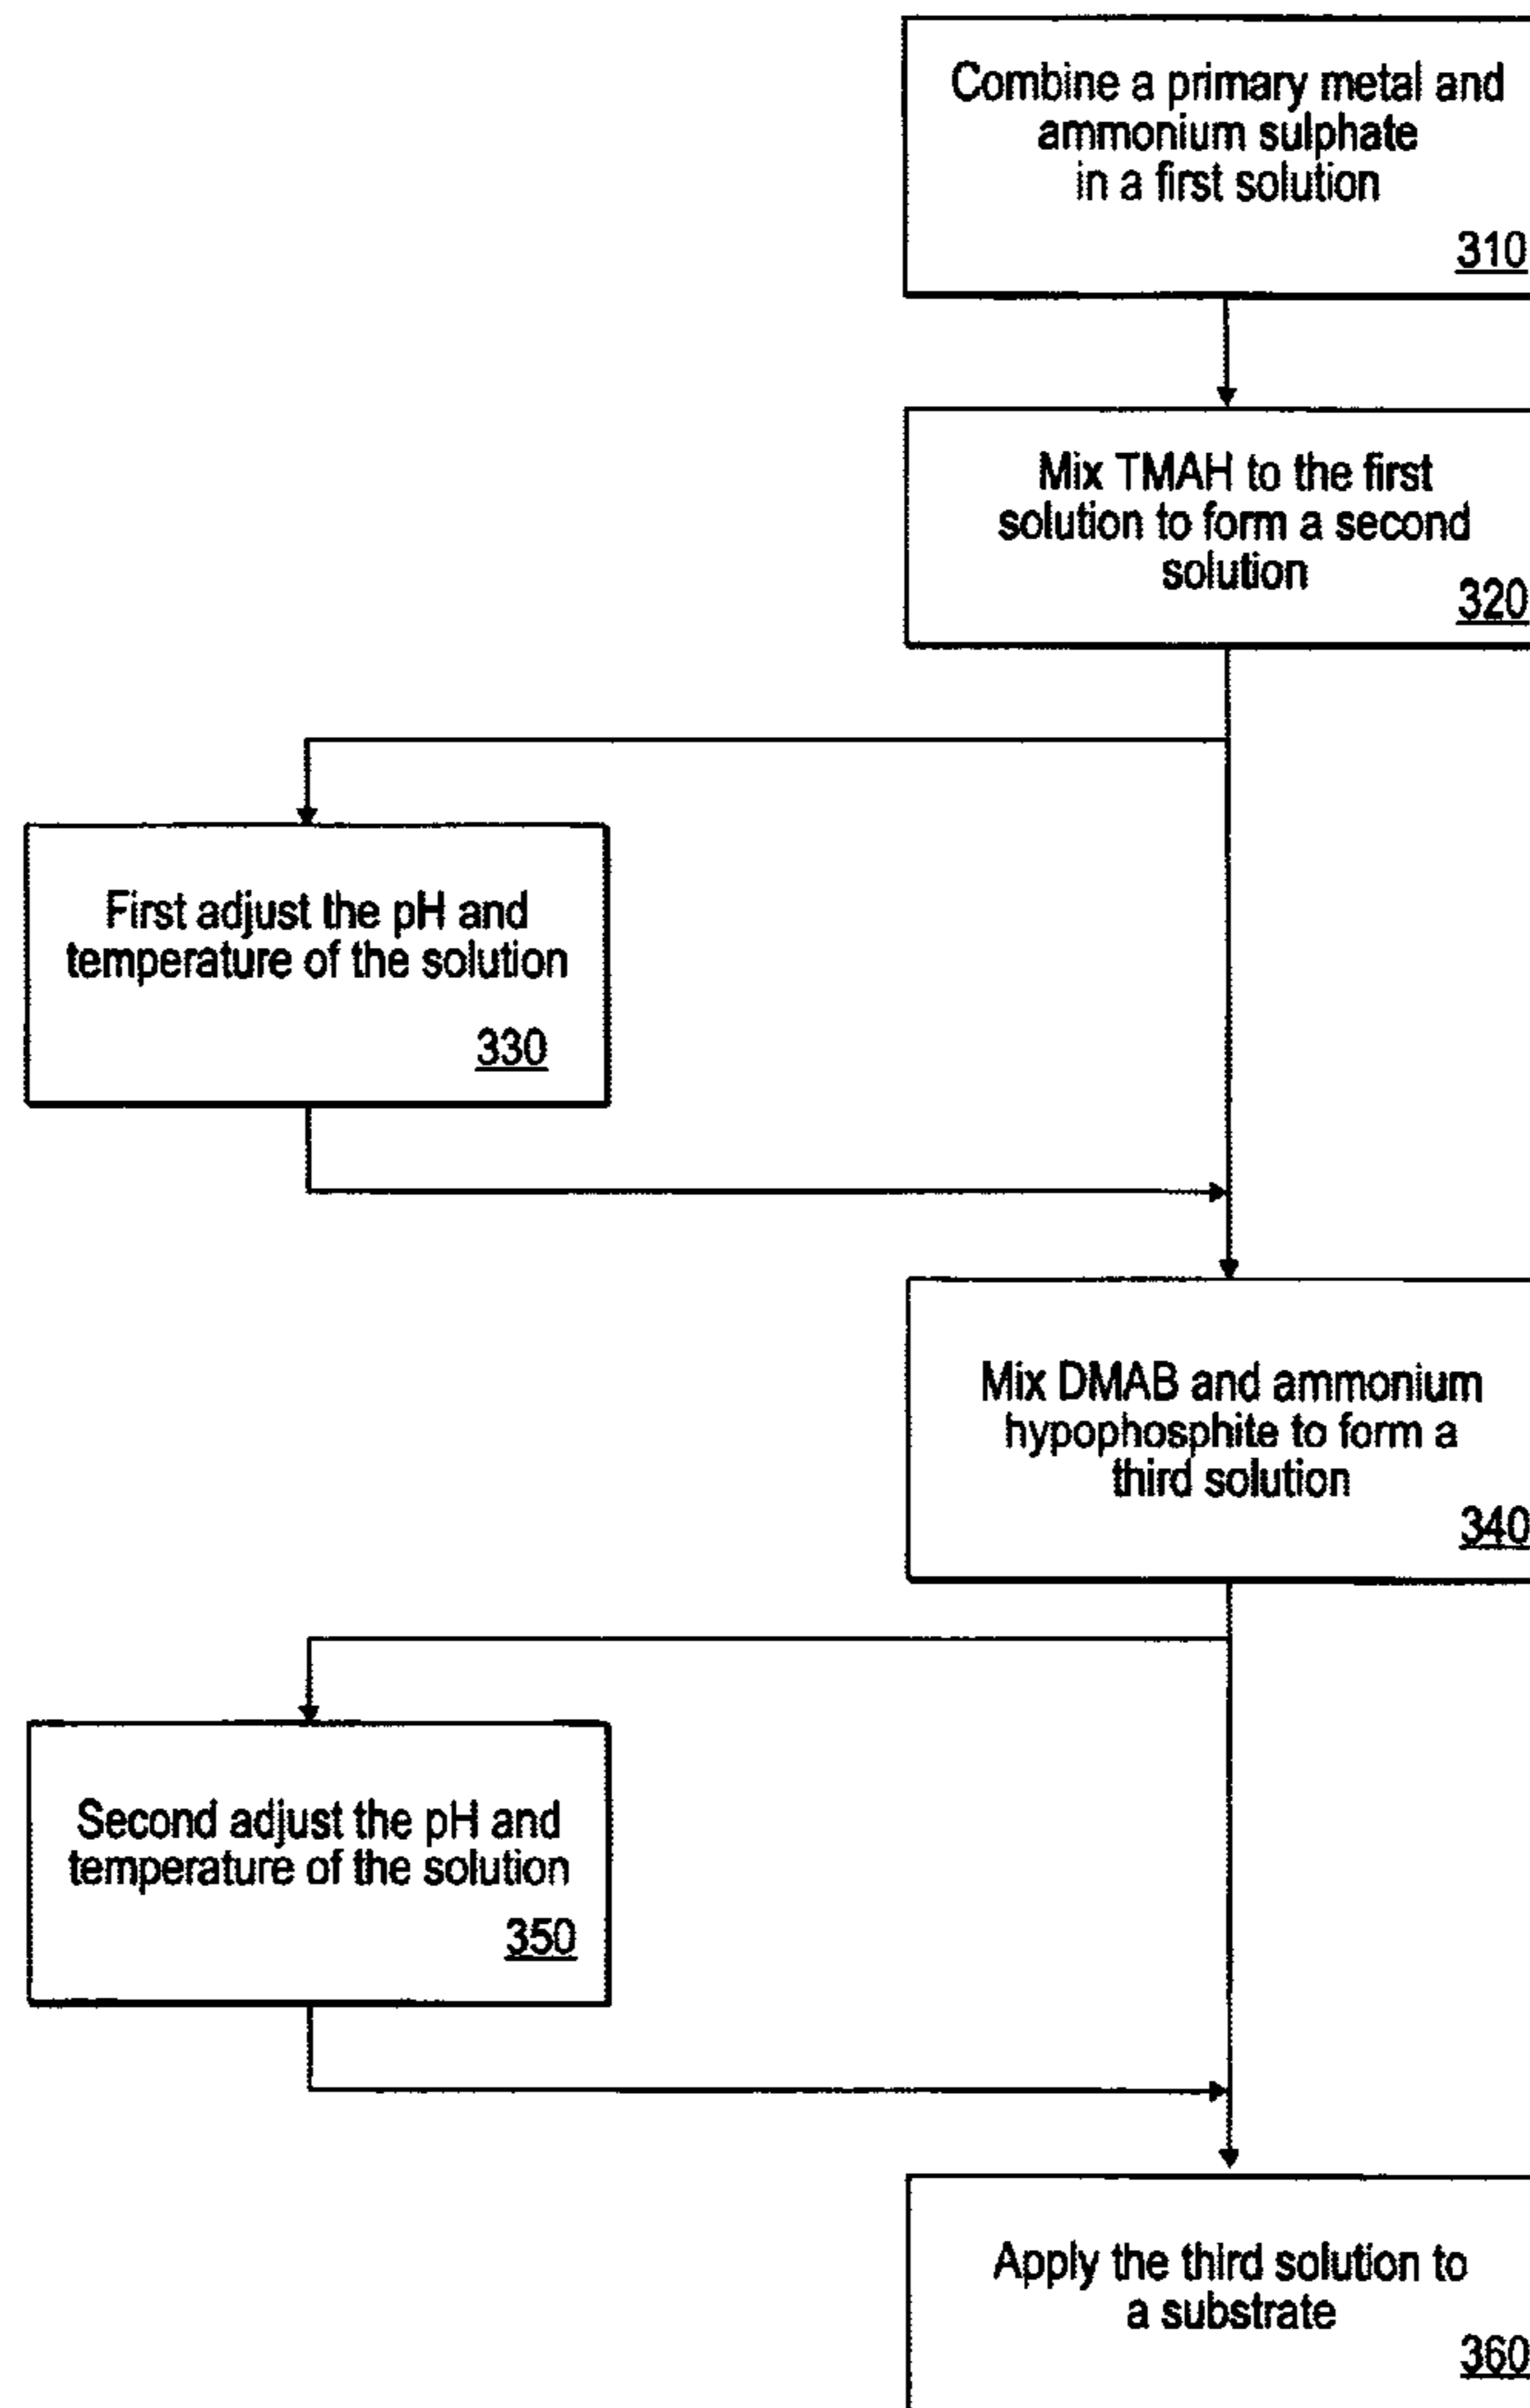 Combine a primary metal and
ammonium sulphate
in a first solution
310
Mix TMAH to the first
solution to form a second
solution
320
First adjust the pH and
temperature of the solution
330
Mix DMAB and ammonium
hypophosphite to form a
third solution
340
Second adjust the pH and
temperature of the solution
350
Apply the third solution to
a substrate
360